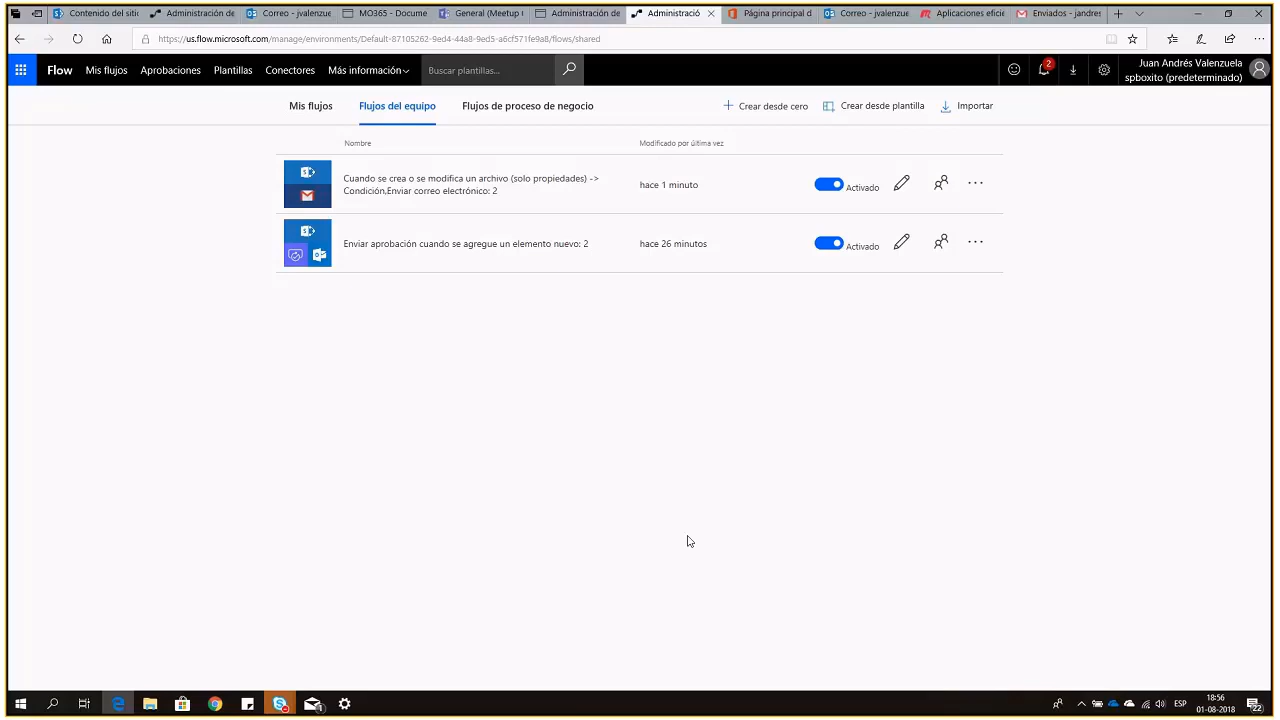 Contenido del siti
Administración de
Correo - jvalenzue
MO365 - Docume
General (Meetup
Administración de
Administració
Página principal d
Correo - jvalenzue
Aplicaciones eficie
Enviados - jandres
https://us.flow.microsoft.com/manage/environments/Default-87105262-9ed4-44a8-9ed5-a6cf571fe9a8/flows/shared
Flow Mis flujos Aprobaciones Plantillas Conectores Más información Buscar plantillas... 2
Juan Andrés Valenzuela
spboxito (predeterminado)
Mis flujos Flujos del equipo Flujos de proceso de negocio Crear desde cero Crear desde plantilla Importar
Nombre Modificado por última vez
Cuando se crea o se modifica un archivo (solo propiedades) ->
Condición,Enviar correo electrónico: 2
hace 1 minuto Activado
Enviar aprobación cuando se agregue un elemento nuevo: 2 hace 26 minutos Activado
ESP
18:56
01-08-2018
22